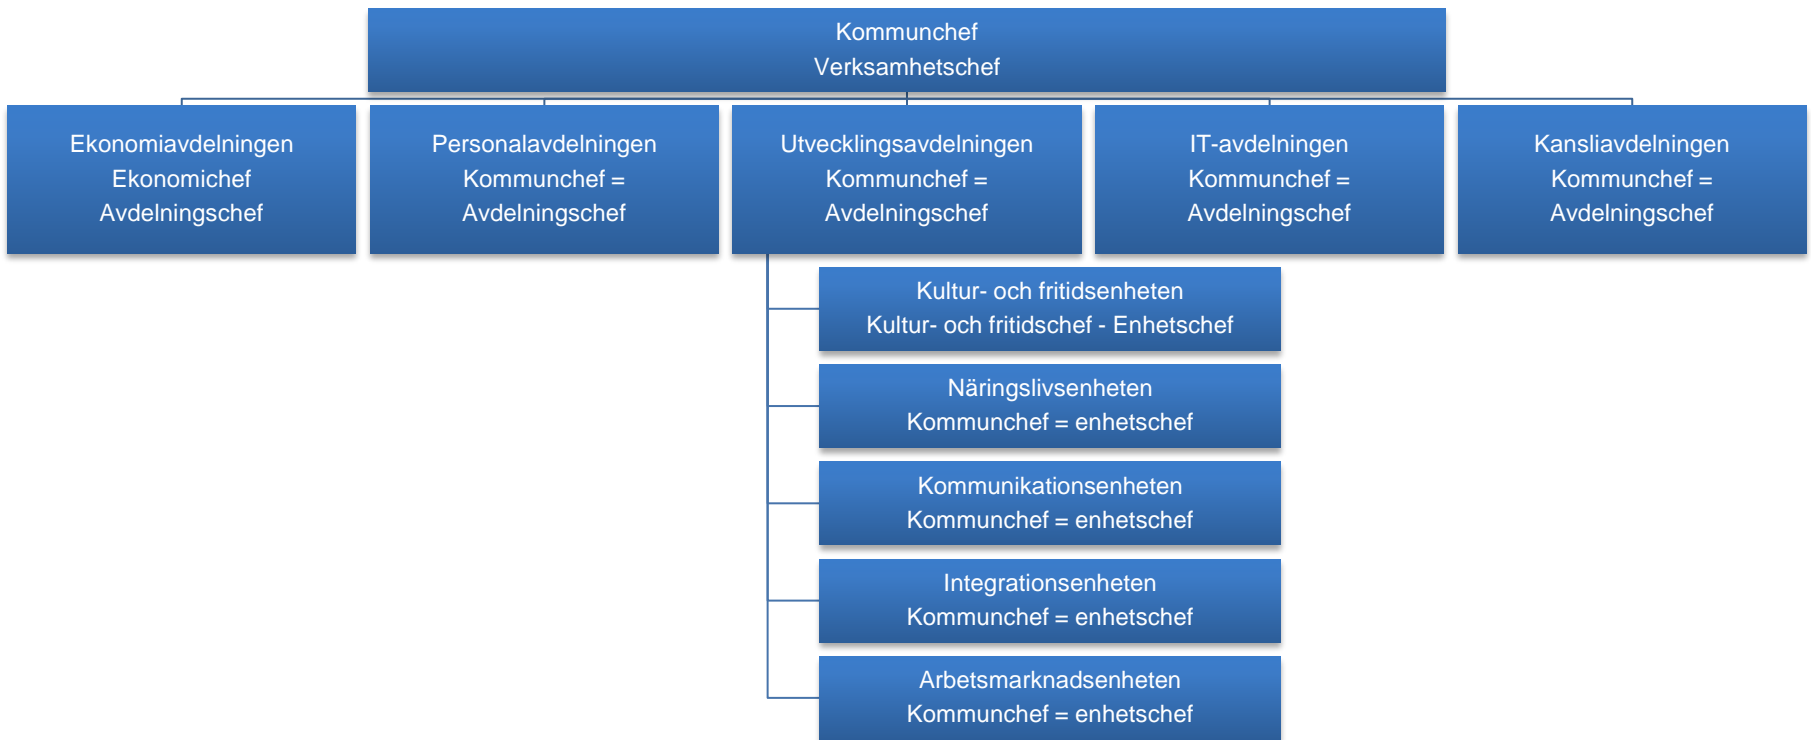 Kommunchef
Verksamhetschef
Ekonomiavdelningen
Ekonomichef
Avdelningschef
Personalavdelningen
Kommunchef =
Avdelningschef
Utvecklingsavdelningen
Kommunchef =
Avdelningschef
IT-avdelningen
Kommunchef =
Avdelningschef
Kansliavdelningen
Kommunchef =
Avdelningschef
Kultur- och fritidsenheten
Kultur- och fritidschef - Enhetschef
Näringslivsenheten
Kommunchef = enhetschef
Kommunikationsenheten
Kommunchef = enhetschef
Integrationsenheten
Kommunchef = enhetschef
Arbetsmarknadsenheten
Kommunchef = enhetschef